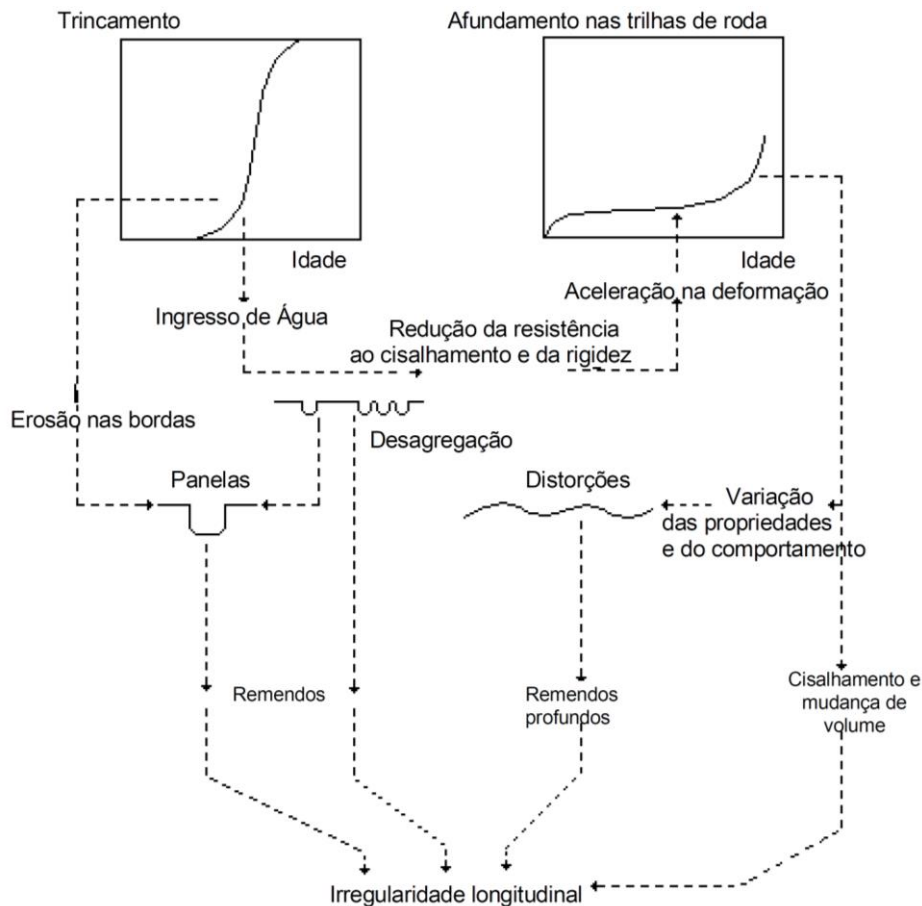 Trincamento
Afundamento nas trilhas de roda
Idade
Idade
Ingresso de Água
Aceleração na deformação
Redução da resistência
ao cisalhamento e da rigidez
Erosão nas bordas
Desagregação
Panelas
Distorções
Variação
das propriedades
e do comportamento
Remendos
Remendos
profundos
Cisalhamento e
mudança de
volume
Irregularidade longitudinal